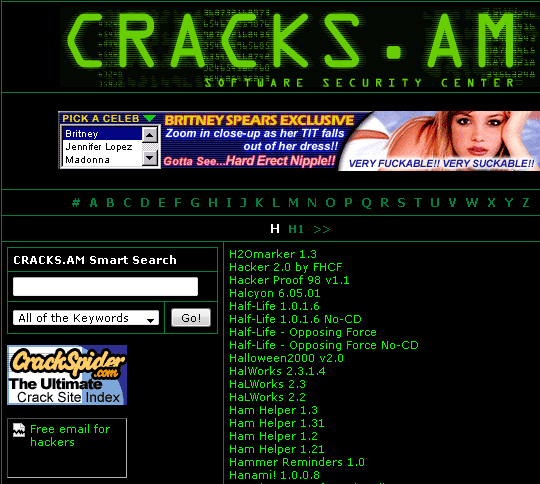 CRACKS.AM
SOFTWARE SECURITY CENTER
PICK A CELEB
Britney
Jennifer Lopez
Madonna
BRITNEY SPEARS EXCLUSIVE
Zoom in close-up as her TIT falls
out of her dress!!
Gotta See...Hard Erect Nipple!!
VERY FUCKABLE!! VERY SUCKABLE!!
# A B C D E F G H I J K L M N O P Q R S T U V W X Y Z
H H1 >>
CRACKS.AM Smart Search
All of the Keywords
Go!
CrackSpider
.com
The Ultimate
Crack Site Index
Free email for
hackers
H2Omarker 1.3
Hacker 2.0 by FHCF
Hacker Proof 98 v1.1
Halcyon 6.05.01
Half-Life 1.0.1.6
Half-Life 1.0.1.6 No-CD
Half-Life - Opposing Force
Half-Life - Opposing Force No-CD
Halloween2000 v2.0
HalWorks 2.3.1.4
HaLWorks 2.3
HaLWorks 2.2
Ham Helper 1.3
Ham Helper 1.31
Ham Helper 1.2
Ham Helper 1.21
Hammer Reminders 1.0
Hanami! 1.0.0.8